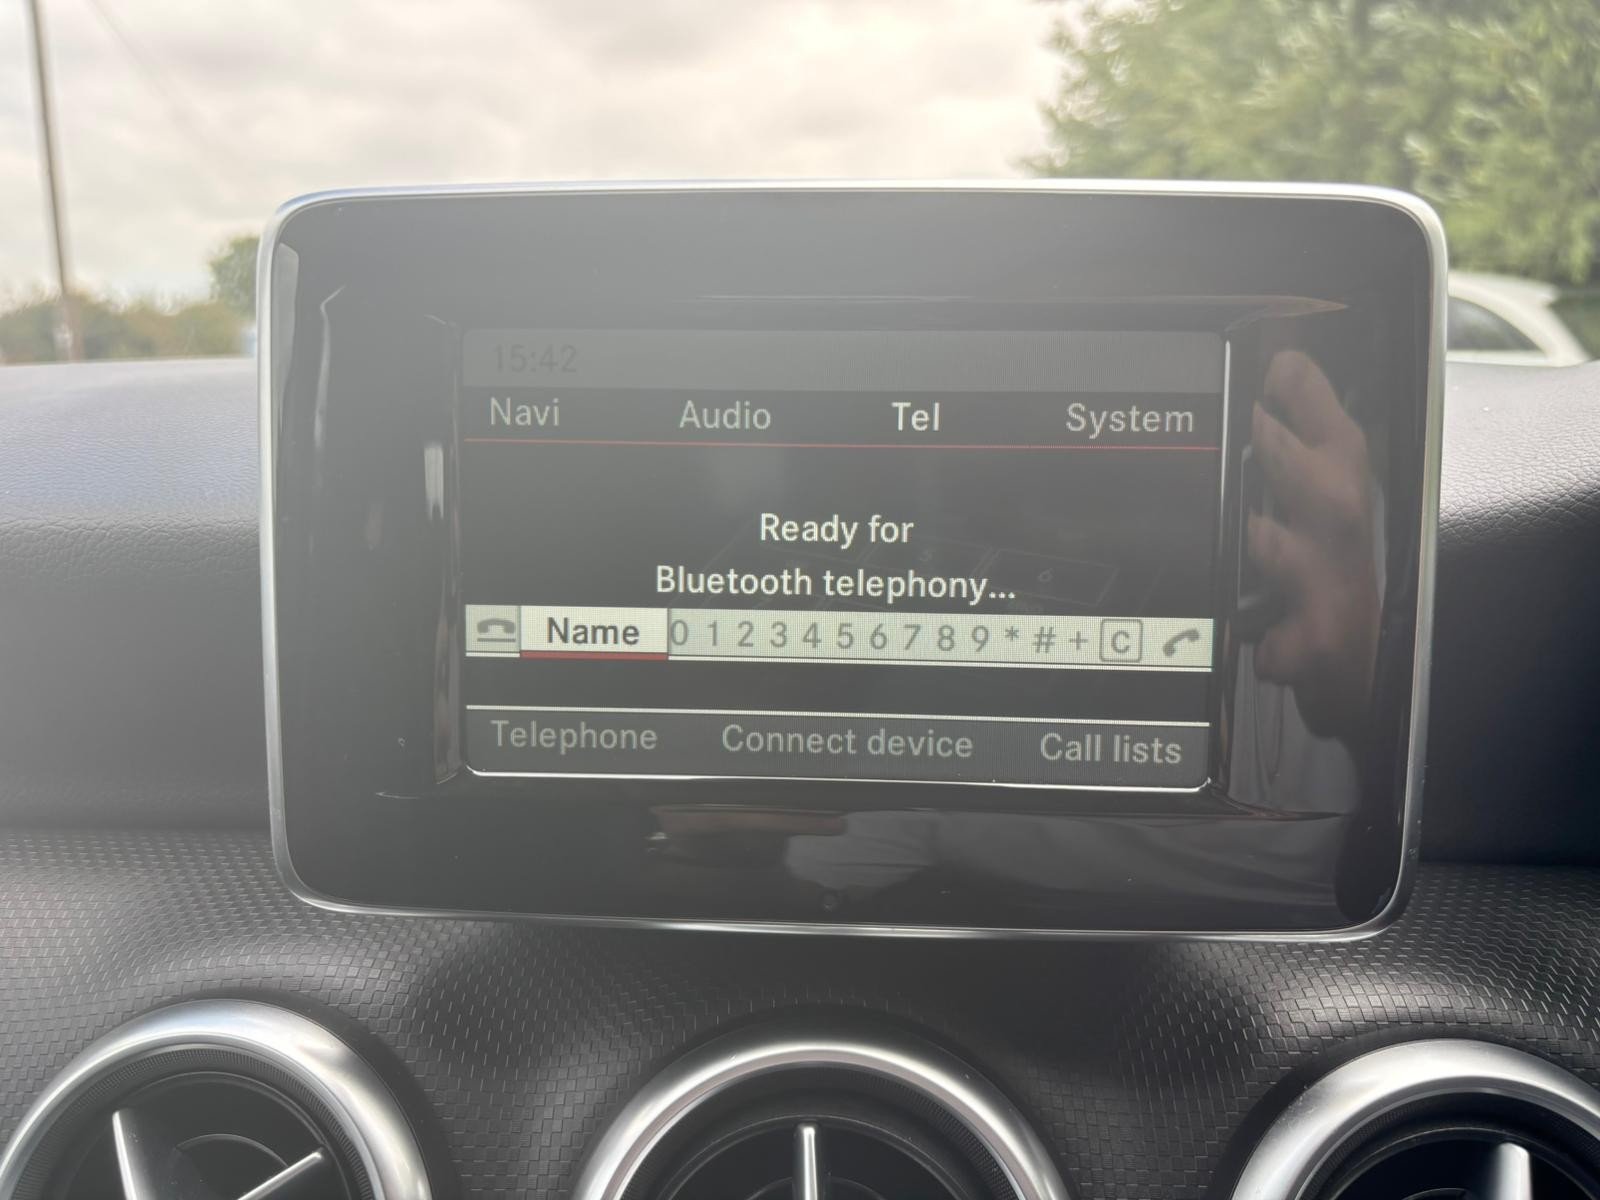 15:42
Navi Audio Tel System
Ready for
Bluetooth telephony...
Name 0 1 2 3 4 5 6 7 8 9 * # + C
Telephone Connect device Call lists